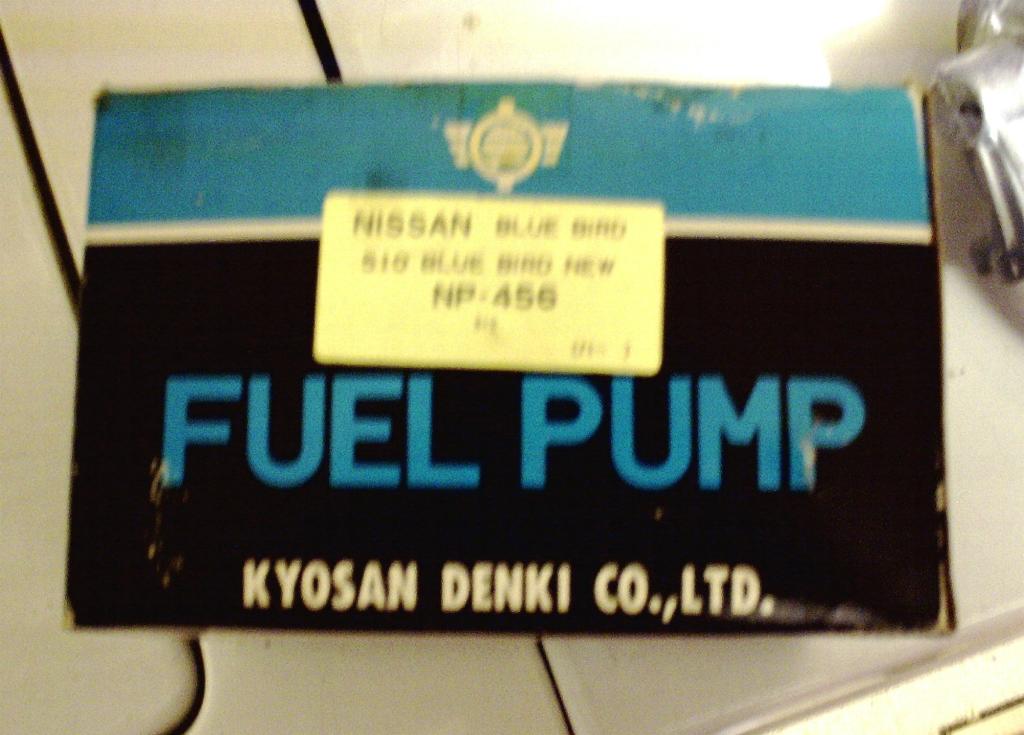 NISSAN BLUE BIRD
510 BLUE BIRD NEW
NP-456
FUEL PUMP
KYOSAN DENKI CO.,LTD.